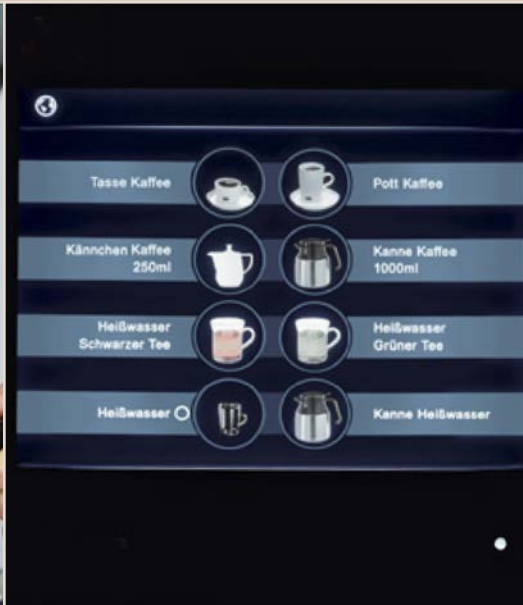 Tasse Kaffee
Pott Kaffee
Kännchen Kaffee
250ml
Kanne Kaffee
1000ml
Heißwasser
Schwarzer Tee
Heißwasser
Grüner Tee
Heißwasser
Kanne Heißwasser